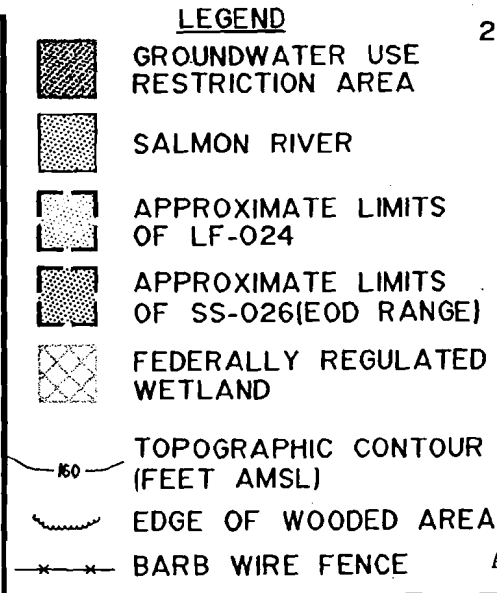 LEGEND
2
GROUNDWATER USE
RESTRICTION AREA
SALMON RIVER
APPROXIMATE LIMITS
OF LF-024
APPROXIMATE LIMITS
OF SS-026(EOD RANGE)
FEDERALLY REGULATED
WETLAND
160
TOPOGRAPHIC CONTOUR
(FEET AMSL)
EDGE OF WOODED AREA
BARB WIRE FENCE